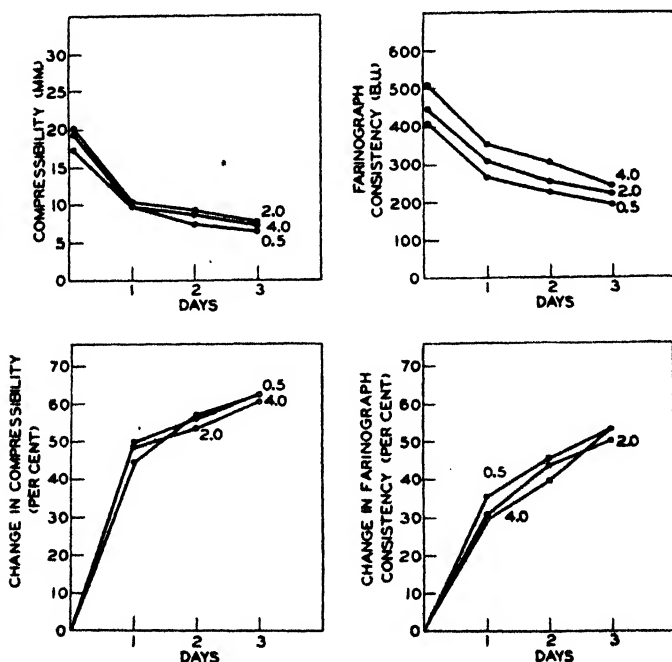 COMPRESSIBILITY (MM)
35
30
25
20
15
10
5
0
2.0
4.0
0.5
1 2 3
DAYS
FARINOGRAPH
CONSISTENCY (B.U.)
600
500
400
300
200
100
0
4.0
2.0
0.5
1 2 3
DAYS
CHANGE IN COMPRESSIBILITY
(PER CENT)
70
60
50
40
30
20
10
0
0.5
4.0
2.0
1 2 3
DAYS
CHANGE IN FARINOGRAPH
CONSISTENCY (PER CENT)
70
60
50
40
30
20
10
0
0.5
2.0
4.0
1 2 3
DAYS